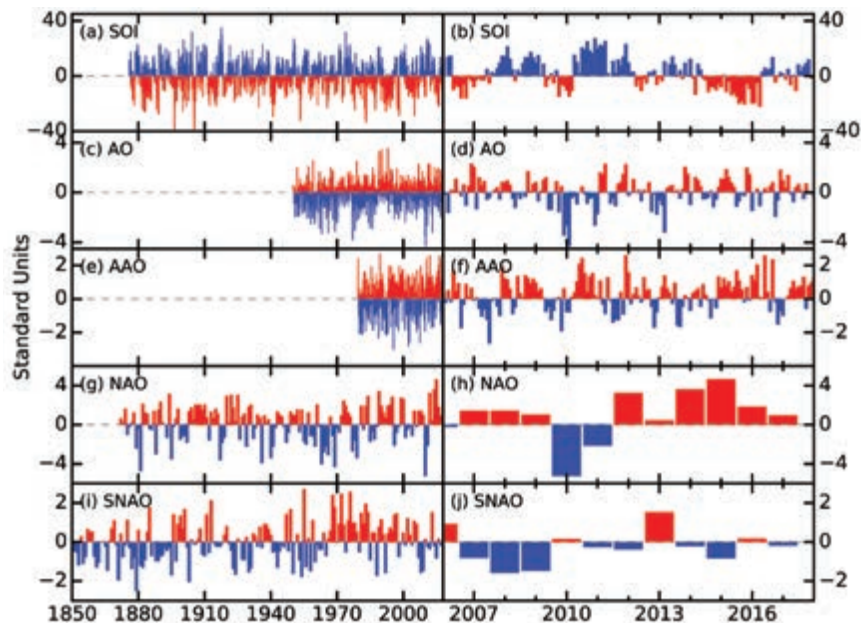 Standard Units
40 (a) SOI (b) SOI 40
0 0
−40 −40
4 (c) AO (d) AO 4
0 0
−4 −4
2 (e) AAO (f) AAO 2
0 0
−2 −2
4 (g) NAO (h) NAO 4
0 0
−4 −4
2 (i) SNAO (j) SNAO 2
0 0
−2 −2
1850 1880 1910 1940 1970 2000 2007 2010 2013 2016